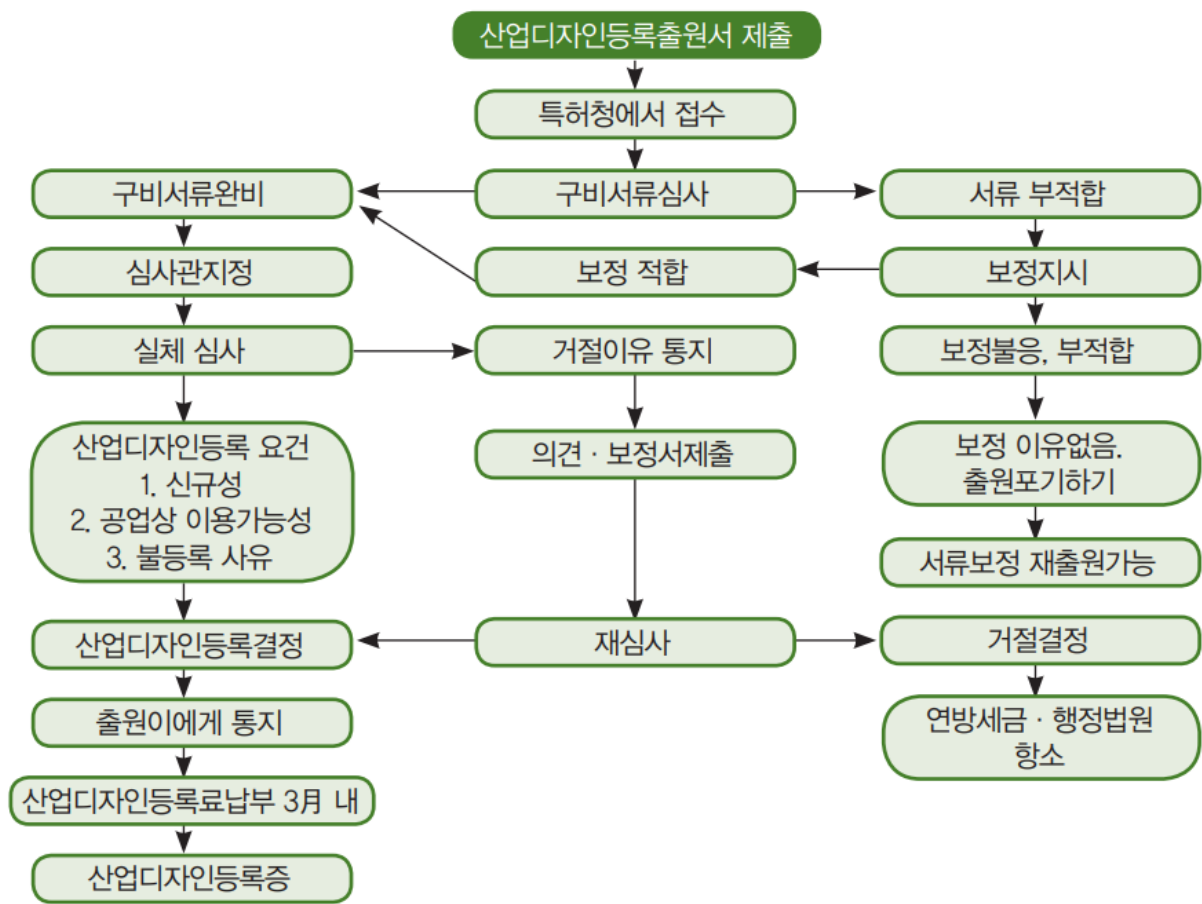 산업디자인등록출원서 제출
특허청에서 접수
구비서류완비
구비서류심사
서류 부적합
심사관지정
보정 적합
보정지시
실체 심사
거절이유 통지
보정불응, 부적합
산업디자인등록 요건
1. 신규성
2. 공업상 이용가능성
3. 불등록 사유
의견 · 보정서제출
보정 이유없음.
출원포기하기
서류보정 재출원가능
산업디자인등록결정
재심사
거절결정
출원이에게 통지
연방세금 · 행정법원
항소
산업디자인등록료납부 3月 내
산업디자인등록증